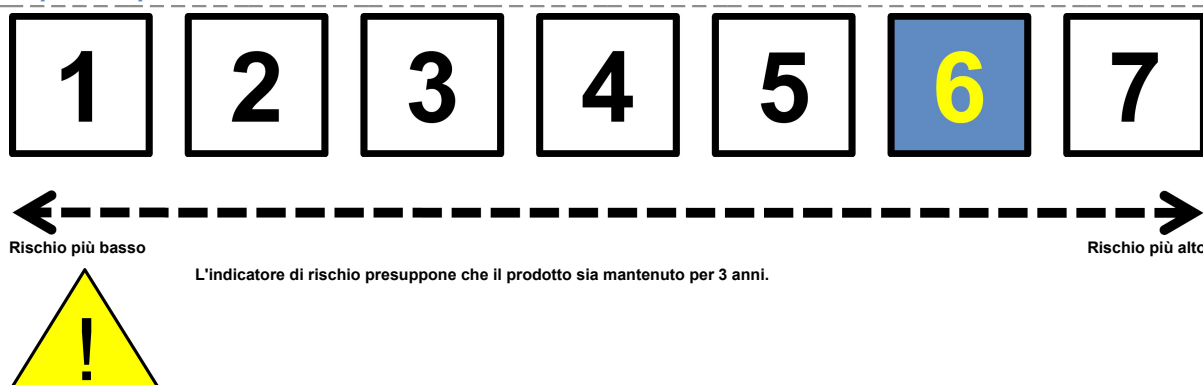 1 2 3 4 5 6 7
Rischio più basso Rischio più alto
L'indicatore di rischio presuppone che il prodotto sia mantenuto per 3 anni.
!